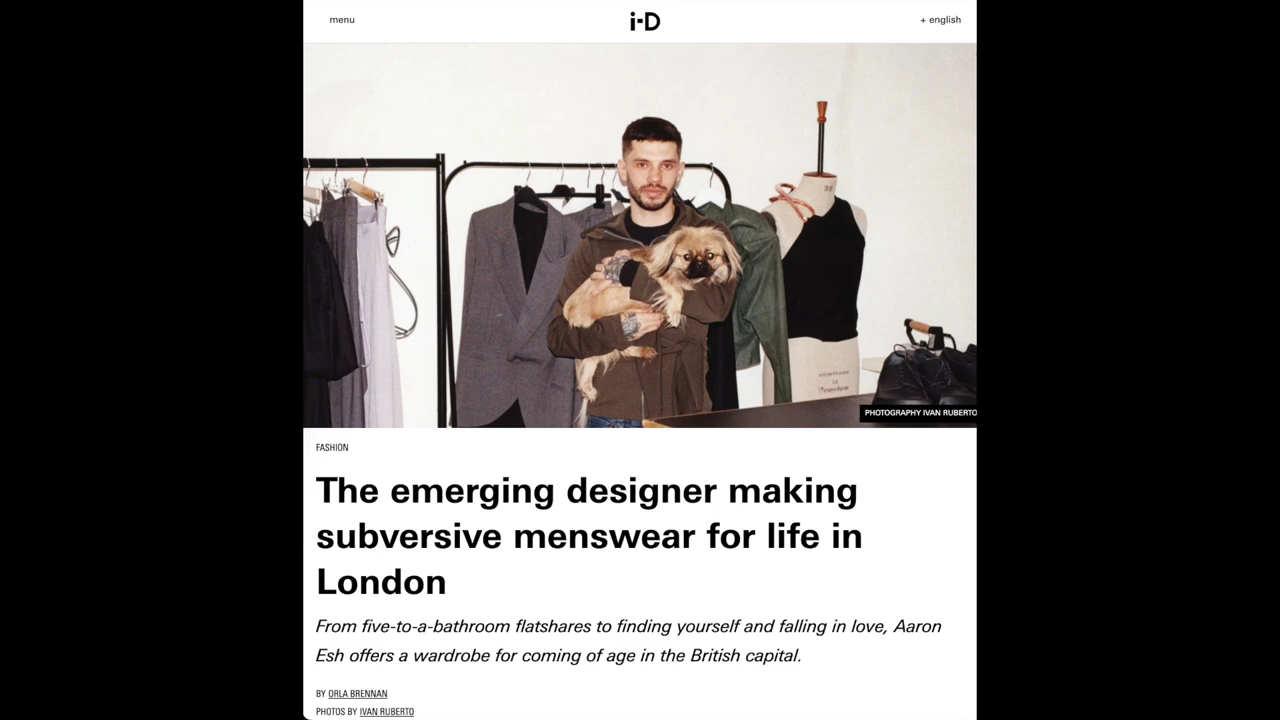 menu
i-D
+ english
PHOTOGRAPHY IVAN RUBERTO
FASHION
The emerging designer making
subversive menswear for life in
London
From five-to-a-bathroom flatshares to finding yourself and falling in love, Aaron
Esh offers a wardrobe for coming of age in the British capital.
BY ORLA BRENNAN
PHOTOS BY IVAN RUBERTO